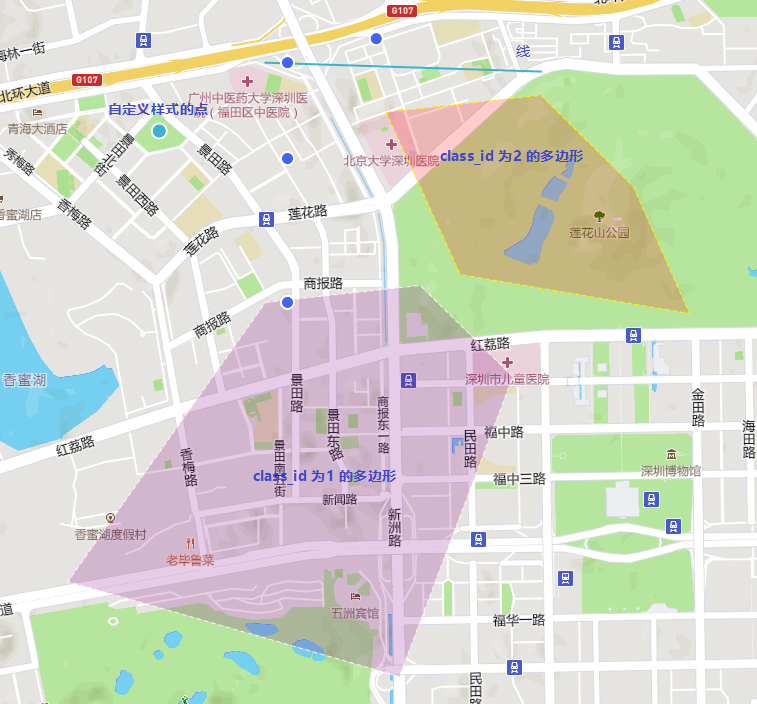 G107
北环
海林一街
线
G107
北环大道
广州中医药大学深圳医
院（福田区中医院）
自定义样式的点
青海大酒店
景田北街
景田路
秀梅路
北京大学深圳医院
class_id 为2 的多边形
景田西路
香蜜湖店
香梅路
莲花路
莲花路
莲花山公园
商报路
商报路
红荔路
深圳市儿童医院
香蜜湖
景田路
商报东一路
金田路
景田东路
民田路
福中路
海田路
红荔路
景田南二街
香梅路
class_id 为1 的多边形
深圳博物馆
福中三路
新闻路
新洲路
香蜜湖度假村
老毕鲁菜
道
五洲宾馆
福华一路
民田路